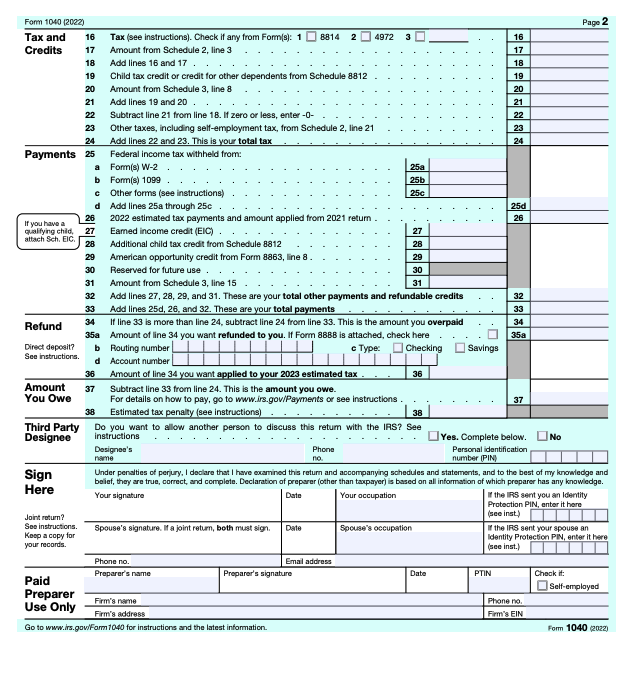 Form 1040 (2022) Page 2
Tax and Credits
16 Tax (see instructions). Check if any from Form(s): 1 8814 2 4972 3 . . 16
17 Amount from Schedule 2, line 3 17
18 Add lines 16 and 17 18
19 Child tax credit or credit for other dependents from Schedule 8812 19
20 Amount from Schedule 3, line 8 20
21 Add lines 19 and 20 21
22 Subtract line 21 from line 18. If zero or less, enter -0- 22
23 Other taxes, including self-employment tax, from Schedule 2, line 21 23
24 Add lines 22 and 23. This is your total tax 24
Payments
25 Federal income tax withheld from:
a Form(s) W-2 25a
b Form(s) 1099 25b
c Other forms (see instructions) 25c
d Add lines 25a through 25c 25d
If you have a
qualifying child,
attach Sch. EIC.
26 2022 estimated tax payments and amount applied from 2021 return 26
27 Earned income credit (EIC) 27
28 Additional child tax credit from Schedule 8812 28
29 American opportunity credit from Form 8863, line 8 29
30 Reserved for future use 30
31 Amount from Schedule 3, line 15 31
32 Add lines 27, 28, 29, and 31. These are your total other payments and refundable credits 32
33 Add lines 25d, 26, and 32. These are your total payments 33
Refund
Direct deposit?
See instructions.
34 If line 33 is more than line 24, subtract line 24 from line 33. This is the amount you overpaid 34
35a Amount of line 34 you want refunded to you. If Form 8888 is attached, check here 35a
b Routing number c Type: Checking Savings
d Account number
36 Amount of line 34 you want applied to your 2023 estimated tax 36
Amount
You Owe
37 Subtract line 33 from line 24. This is the amount you owe.
For details on how to pay, go to www.irs.gov/Payments or see instructions 37
38 Estimated tax penalty (see instructions) 38
Third Party
Designee
Do you want to allow another person to discuss this return with the IRS? See
instructions Yes. Complete below. No
Designee's
name
Phone
no.
Personal identification
number (PIN)
Sign
Here
Joint return?
See instructions.
Keep a copy for
your records.
Under penalties of perjury, I declare that I have examined this return and accompanying schedules and statements, and to the best of my knowledge and
belief, they are true, correct, and complete. Declaration of preparer (other than taxpayer) is based on all information of which preparer has any knowledge.
Your signature Date Your occupation
If the IRS sent you an Identity
Protection PIN, enter it here
(see inst.)
Spouse's signature. If a joint return, both must sign. Date Spouse's occupation
If the IRS sent your spouse an
Identity Protection PIN, enter it here
(see inst.)
Phone no. Email address
Paid
Preparer
Use Only
Preparer's name Preparer's signature Date PTIN Check if:
Self-employed
Firm's name Phone no.
Firm's address Firm's EIN
Go to www.irs.gov/Form1040 for instructions and the latest information. Form 1040 (2022)